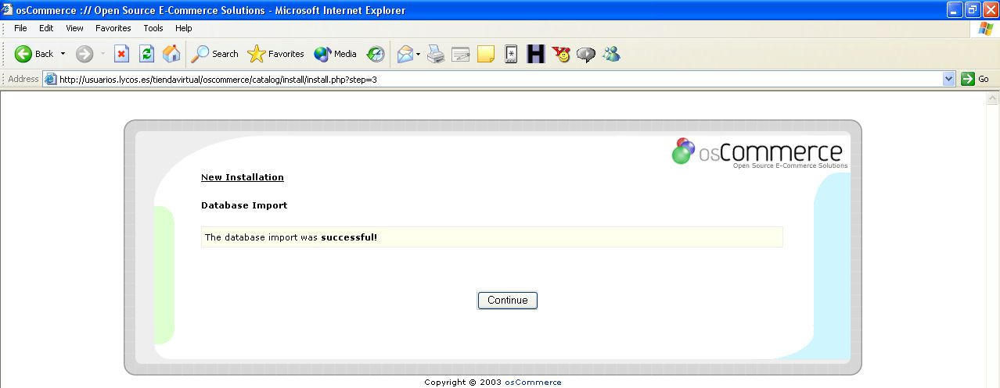 osCommerce :// Open Source E-Commerce Solutions - Microsoft Internet Explorer
File Edit View Favorites Tools Help
Back Search Favorites Media
Address http://usuarios.lycos.es/tiendavirtual/oscommerce/catalog/install/install.php?step=3 Go
osCommerce
Open Source E-Commerce Solutions
New Installation
Database Import
The database import was successful!
Continue
Copyright © 2003 osCommerce